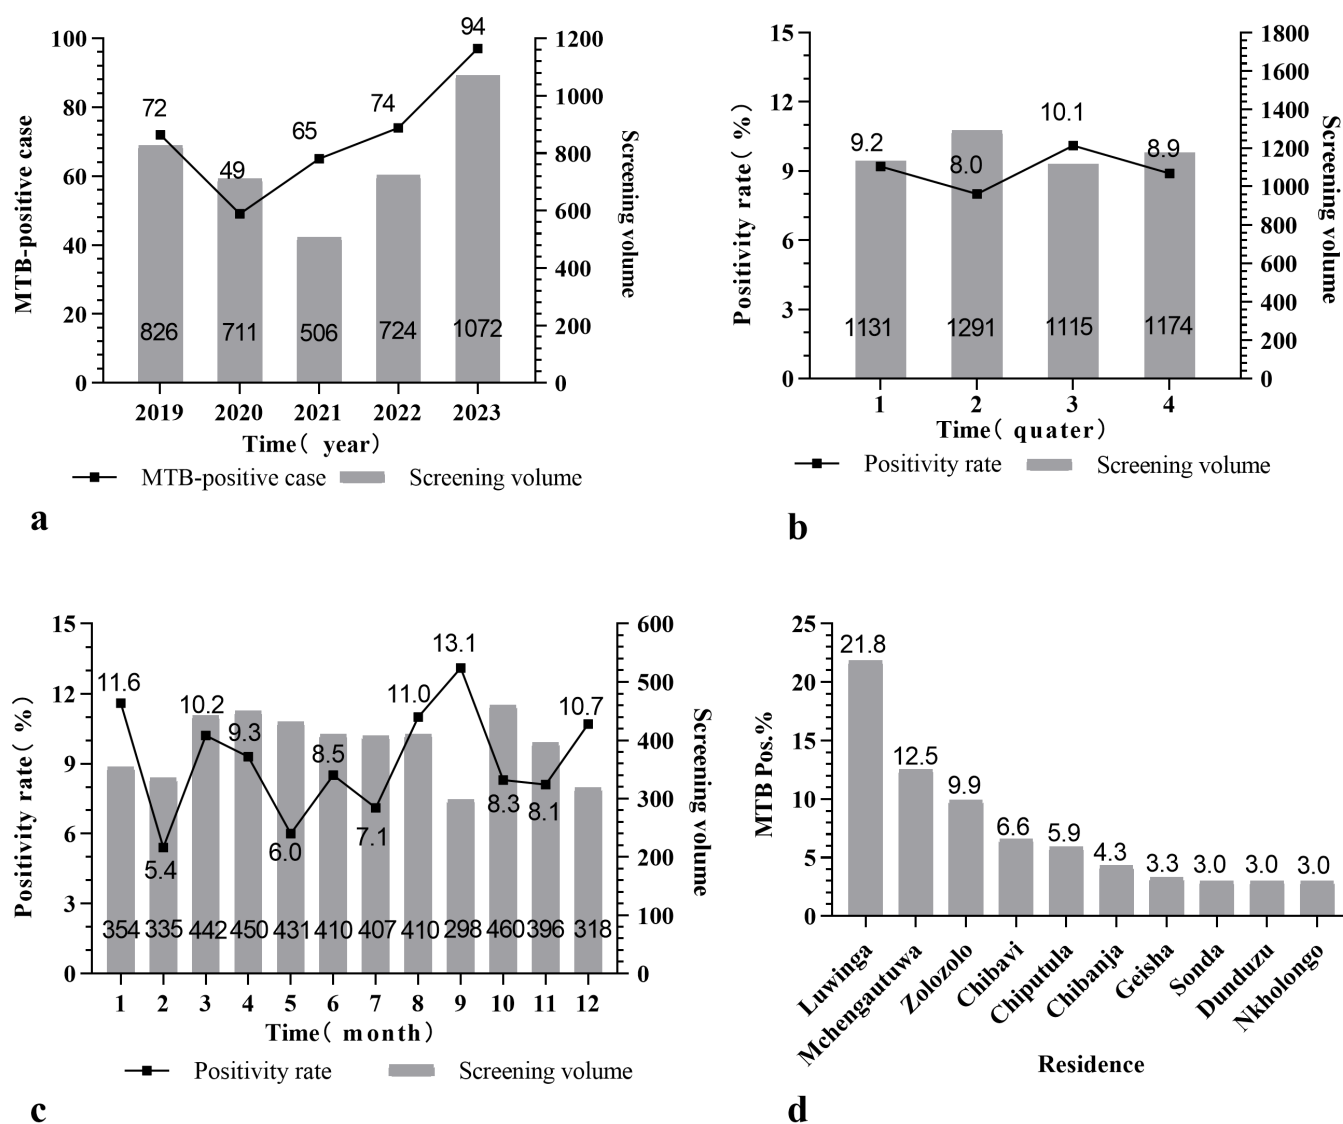 94
100
80
60
40
20
0
MTB-positive case
72
49
65
74
826
711
506
724
1072
1200
1000
800
600
400
200
0
Screening volume
2019 2020 2021 2022 2023
Time( year)
MTB-positive case Screening volume
a
15
12
9
6
3
0
Positivity rate( %)
9.2
8.0
10.1
8.9
1131
1291
1115
1174
1800
1600
1400
1200
1000
800
600
400
200
0
Screening volume
1 2 3 4
Time( quater)
Positivity rate Screening volume
b
15
12
9
6
3
0
Positivity rate( %)
11.6
5.4
10.2
9.3
6.0
8.5
7.1
11.0
13.1
8.3
8.1
10.7
354 335 442 450 431 410 407 410 298 460 396 318
600
500
400
300
200
100
0
Screening volume
1 2 3 4 5 6 7 8 9 10 11 12
Time( month)
Positivity rate Screening volume
c
25
20
15
10
5
0
MTB Pos.%
21.8
12.5
9.9
6.6
5.9
4.3
3.3
3.0
3.0
3.0
Luwinga
Mchengautuwa
Zolozolo
Chibavi
Chiputula
Chibanja
Geisha
Sonda
Dunduzu
Nkholongo
Residence
d